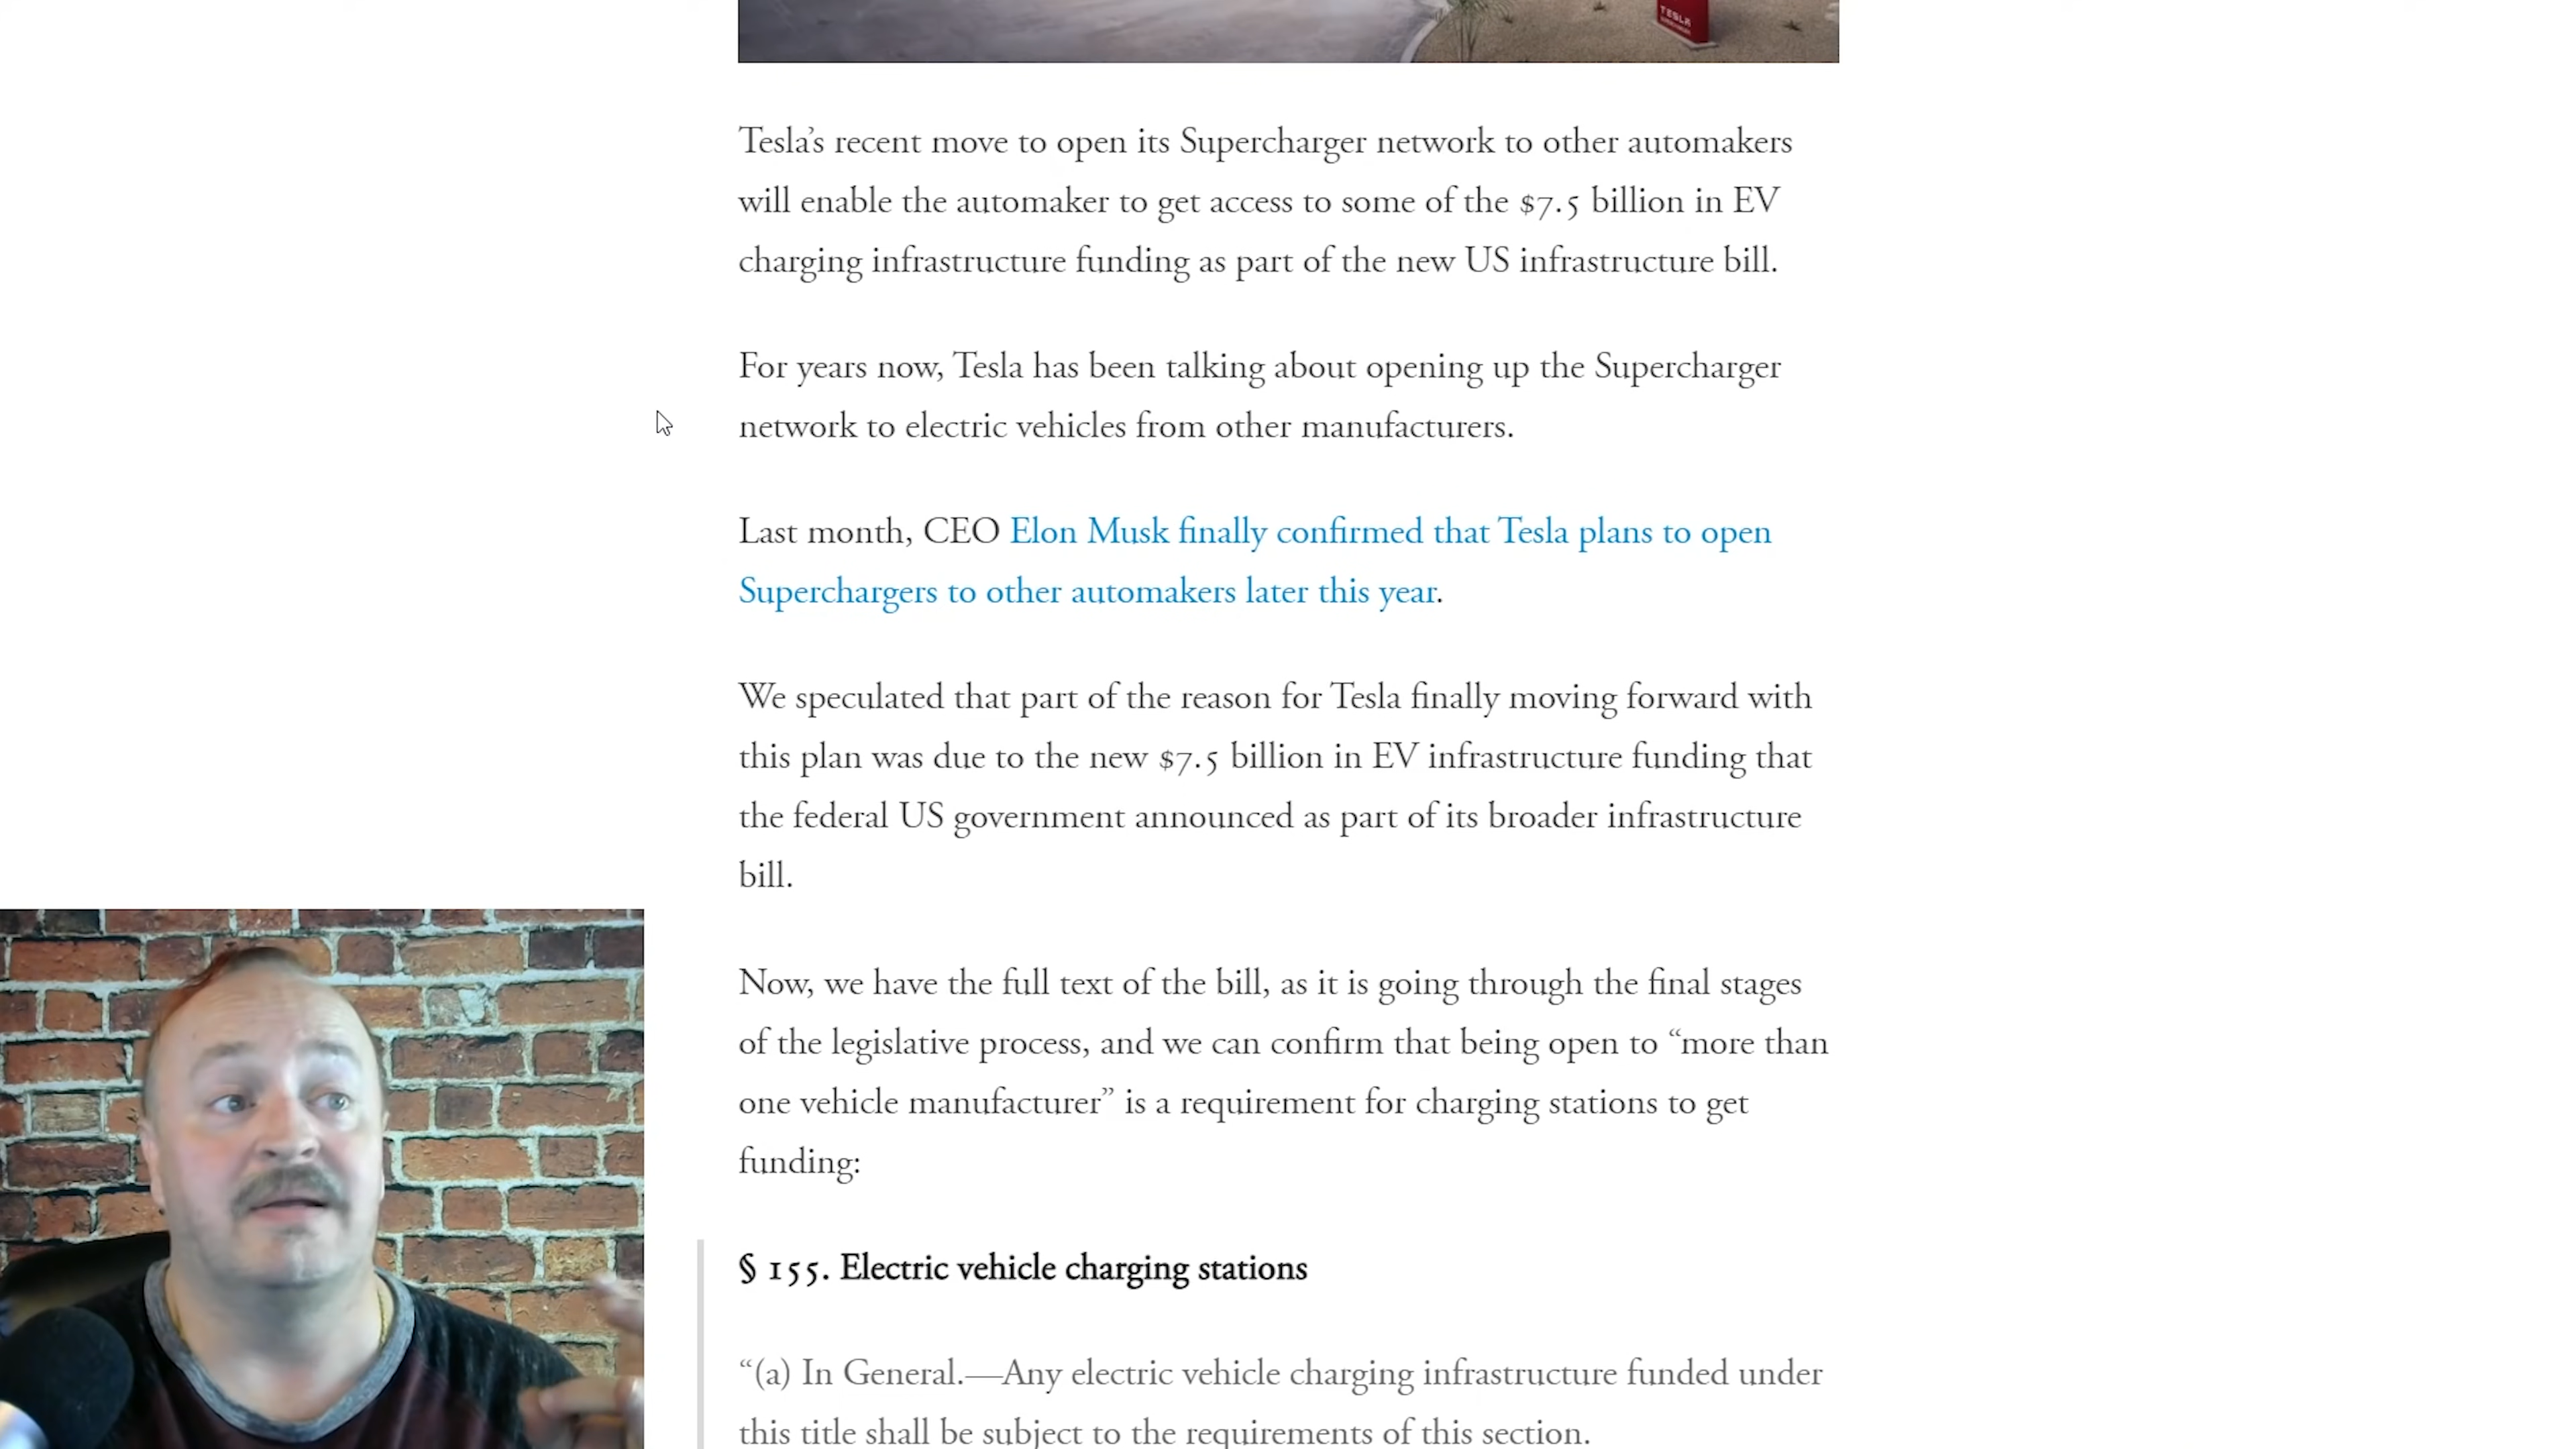 TESLA
Tesla’s recent move to open its Supercharger network to other automakers
will enable the automaker to get access to some of the $7.5 billion in EV
charging infrastructure funding as part of the new US infrastructure bill.
For years now, Tesla has been talking about opening up the Supercharger
network to electric vehicles from other manufacturers.
Last month, CEO Elon Musk finally confirmed that Tesla plans to open
Superchargers to other automakers later this year.
We speculated that part of the reason for Tesla finally moving forward with
this plan was due to the new $7.5 billion in EV infrastructure funding that
the federal US government announced as part of its broader infrastructure
bill.
Now, we have the full text of the bill, as it is going through the final stages
of the legislative process, and we can confirm that being open to “more than
one vehicle manufacturer” is a requirement for charging stations to get
funding:
§ 155. Electric vehicle charging stations
“(a) In General.—Any electric vehicle charging infrastructure funded under
this title shall be subject to the requirements of this section.